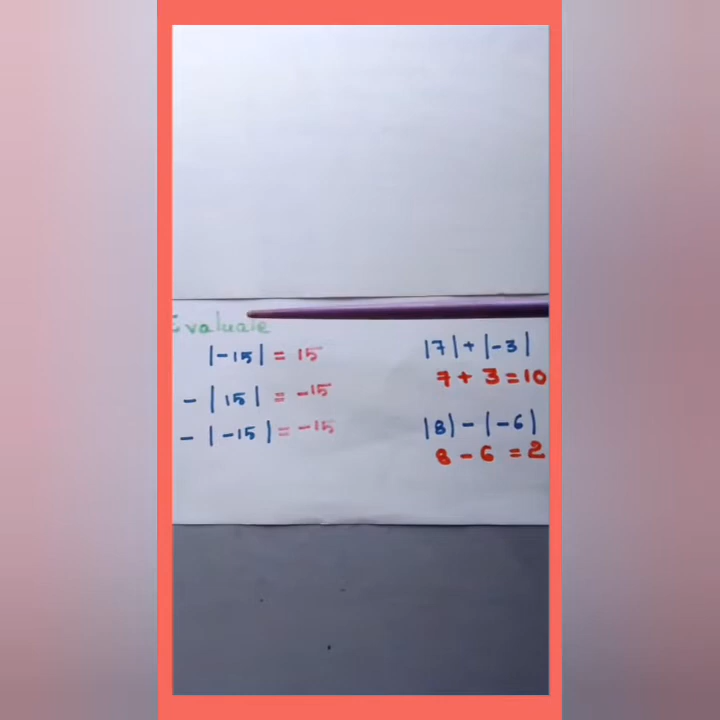 Evaluate
|-15| = 15
- |15| = -15
- |-15| = -15
|7| + |-3|
7 + 3 = 10
|8| - |-6|
8 - 6 = 2